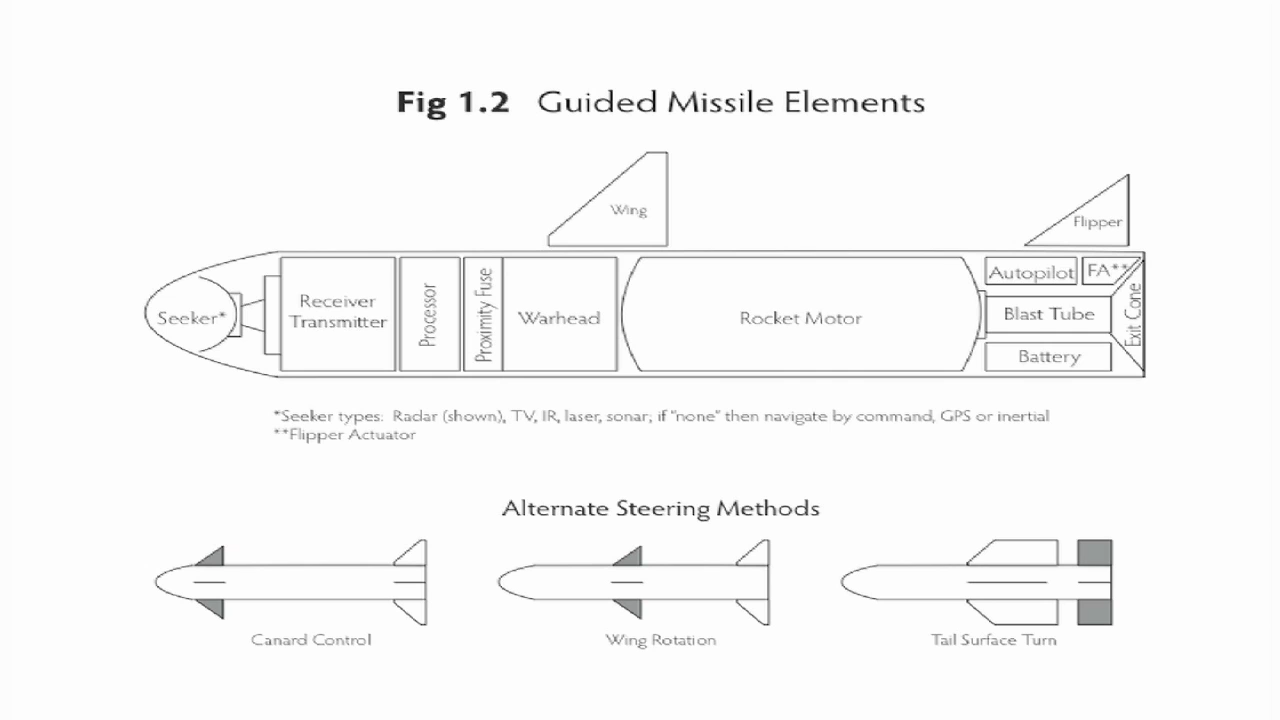 Fig 1.2 Guided Missile Elements
Wing
Flipper
Seeker*
Receiver
Transmitter
Processor
Proximity Fuse
Warhead
Rocket Motor
Autopilot
FA**
Blast Tube
Battery
Exit Cone
*Seeker types: Radar (shown), TV, IR, laser, sonar; if "none" then navigate by command, GPS or inertial
**Flipper Actuator
Alternate Steering Methods
Canard Control
Wing Rotation
Tail Surface Turn